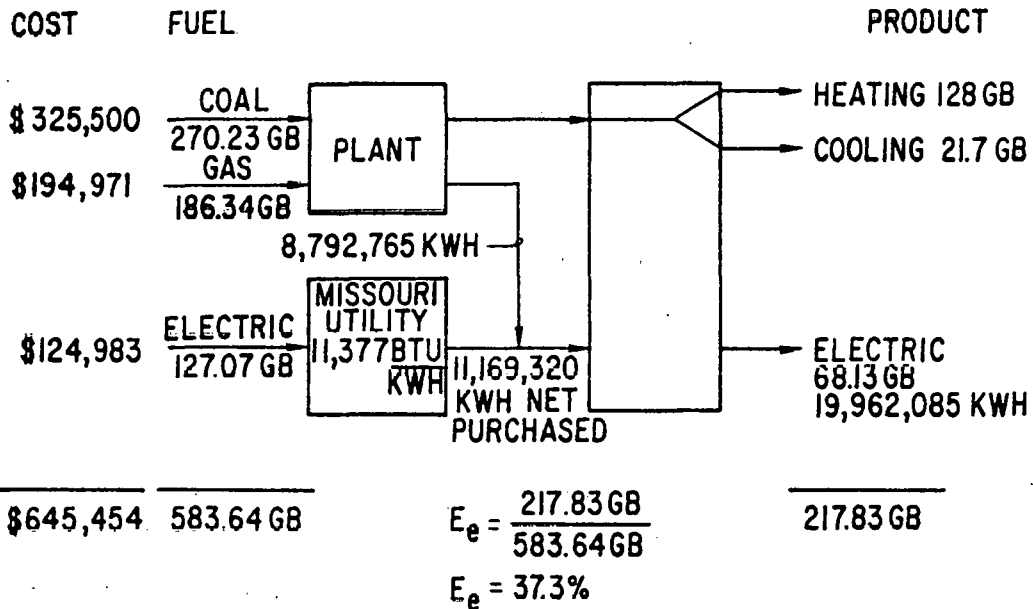 COST FUEL PRODUCT
$325,500
COAL
270.23 GB
GAS
$194,971
186.34 GB
PLANT
HEATING 128 GB
COOLING 21.7 GB
8,792,765 KWH
$124,983
ELECTRIC
127.07 GB
MISSOURI
UTILITY
11,377 BTU
KWH
11,169,320
KWH NET
PURCHASED
ELECTRIC
68.13 GB
19,962,085 KWH
$645,454 583.64 GB
Ee = 217.83 GB
583.64 GB
217.83 GB
Ee = 37.3%